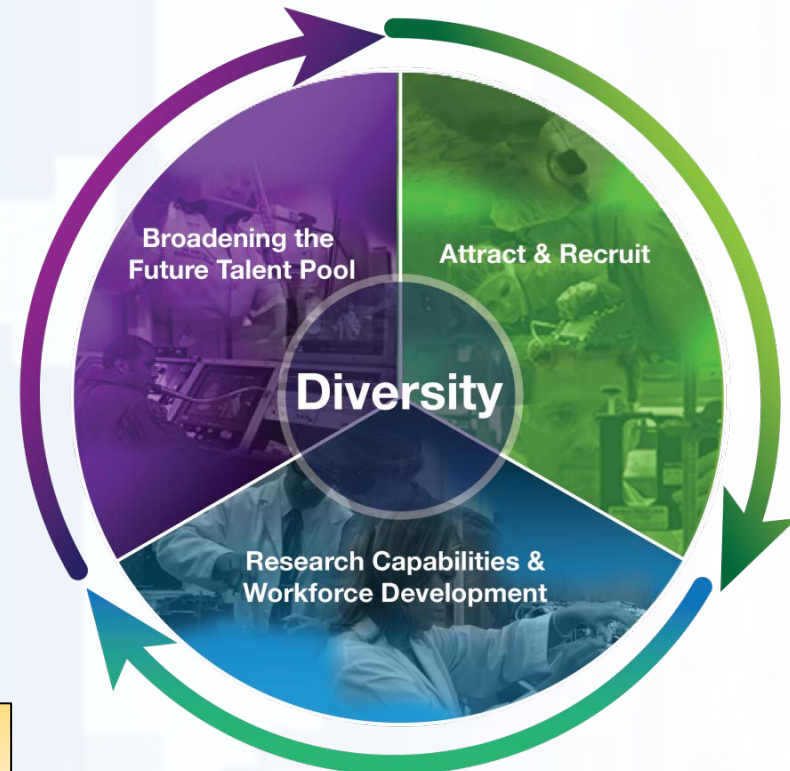 Broadening the
Future Talent Pool
Attract & Recruit
Diversity
Research Capabilities &
Workforce Development